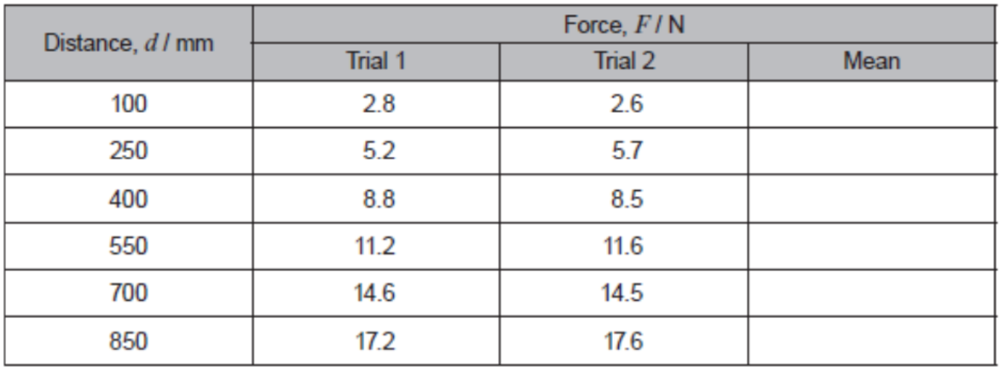 Distance, d / mm Force, F / N
Trial 1 Trial 2 Mean
100 2.8 2.6
250 5.2 5.7
400 8.8 8.5
550 11.2 11.6
700 14.6 14.5
850 17.2 17.6